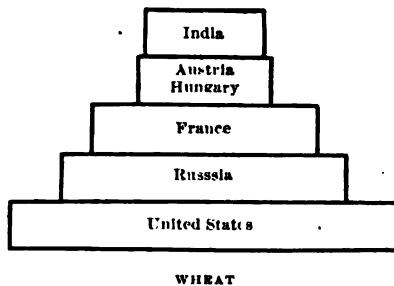 India
Austria
Hungary
France
Russsia
United States
WHEAT